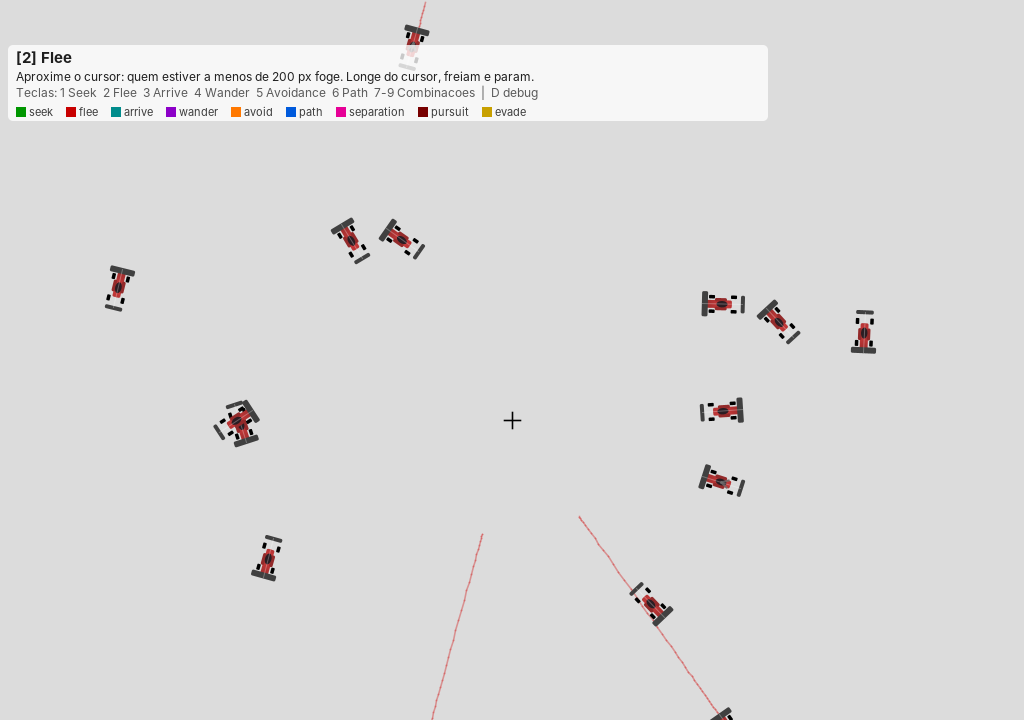 [2] Flee
Aproxime o cursor: quem estiver a menos de 200 px foge. Longe do cursor, freiam e param.
Teclas: 1 Seek  2 Flee  3 Arrive  4 Wander  5 Avoidance  6 Path  7-9 Combinacoes  |  D debug
seek  flee  arrive  wander  avoid  path  separation  pursuit  evade